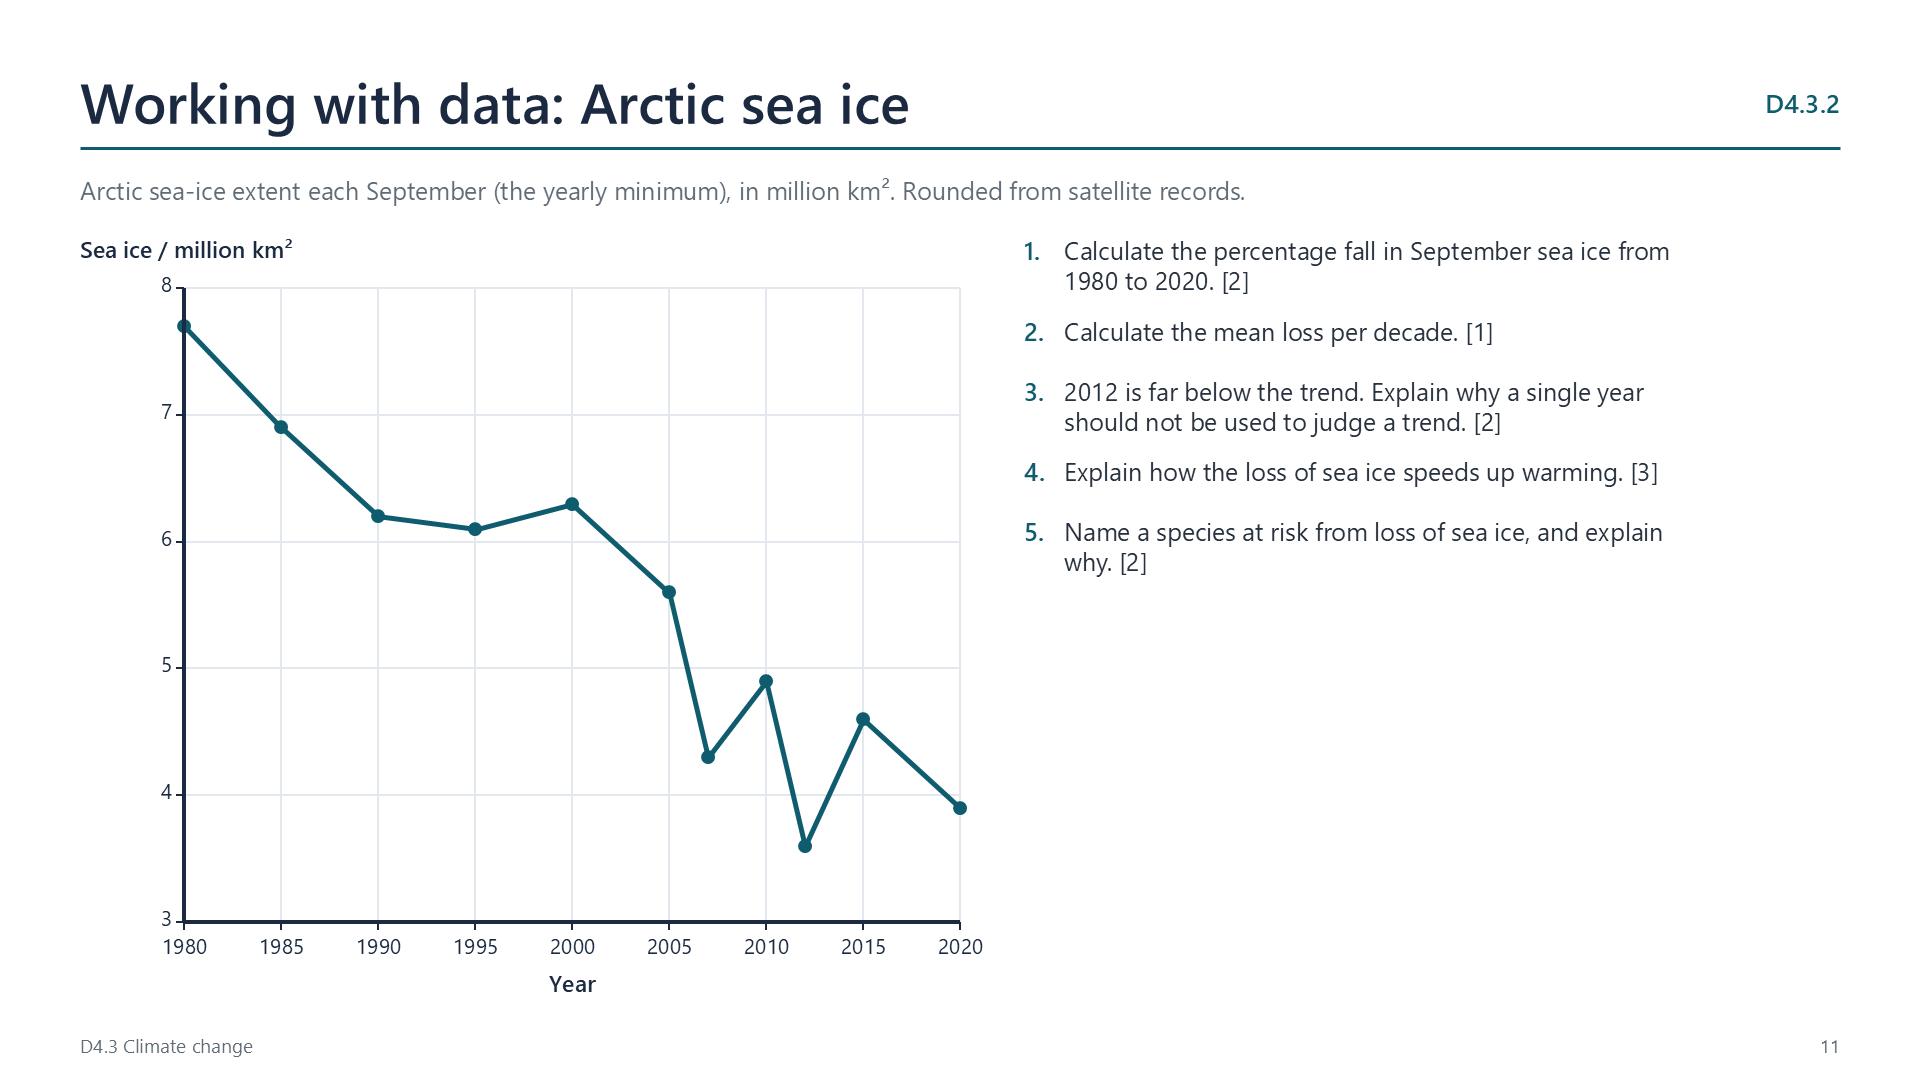 Working with data: Arctic sea ice
D4.3.2
Arctic sea-ice extent each September (the yearly minimum), in million km². Rounded from satellite records.
Sea ice / million km²
8
7
6
5
4
3
1980 1985 1990 1995 2000 2005 2010 2015 2020
Year
1. Calculate the percentage fall in September sea ice from
1980 to 2020. [2]
2. Calculate the mean loss per decade. [1]
3. 2012 is far below the trend. Explain why a single year
should not be used to judge a trend. [2]
4. Explain how the loss of sea ice speeds up warming. [3]
5. Name a species at risk from loss of sea ice, and explain
why. [2]
D4.3 Climate change
11